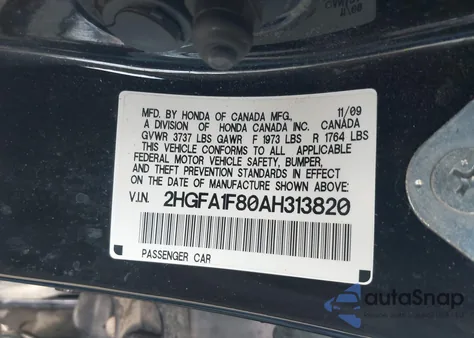 MFD. BY HONDA OF CANADA MFG., 11/09
A DIVISION OF HONDA CANADA INC. CANADA
GVWR 3737 LBS GAWR F 1973 LBS R 1764 LBS
THIS VEHICLE CONFORMS TO ALL APPLICABLE
FEDERAL MOTOR VEHICLE SAFETY, BUMPER,
AND THEFT PREVENTION STANDARDS IN EFFECT
ON THE DATE OF MANUFACTURE SHOWN ABOVE:
V.I.N. 2HGFA1F80AH313820
PASSENGER CAR
autaSnap